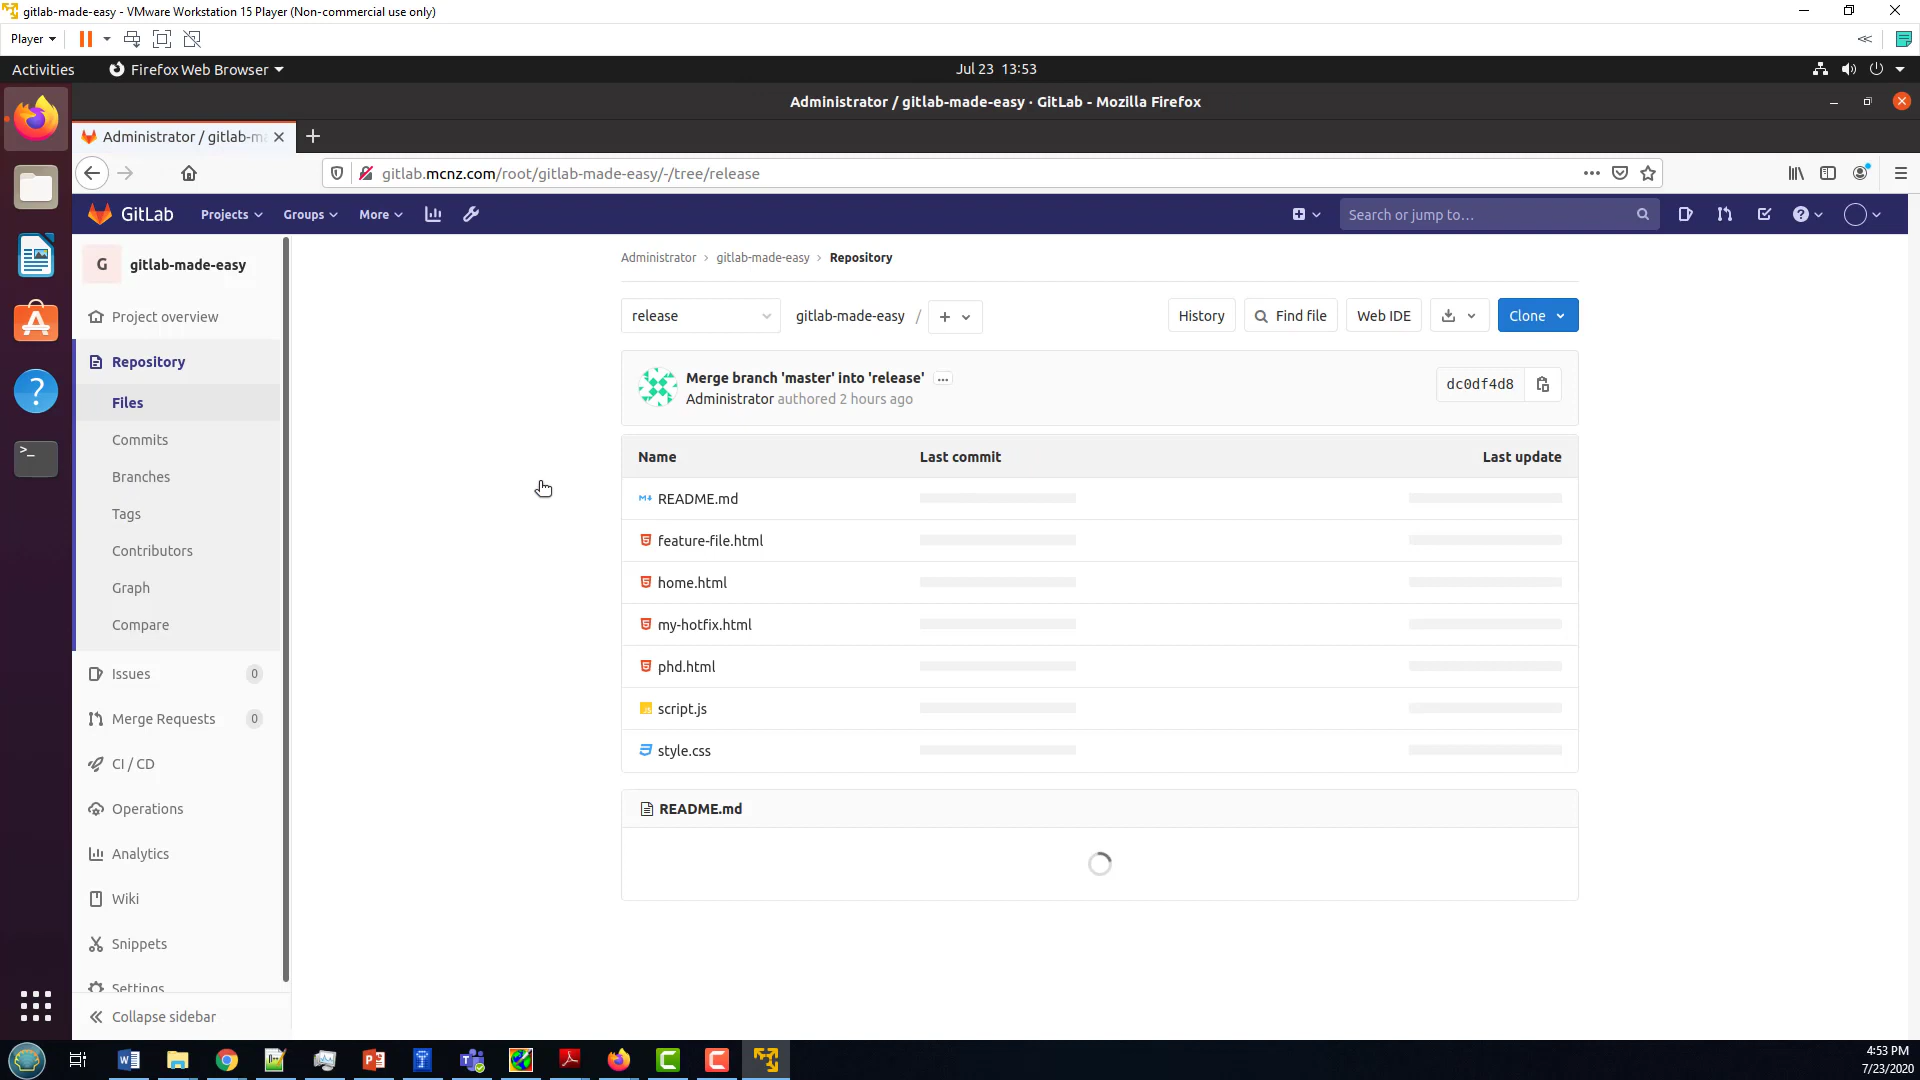 gitlab-made-easy - VMware Workstation 15 Player (Non-commercial use only)
Player
Activities
Firefox Web Browser
Jul 23 13:53
Administrator / gitlab-made-easy · GitLab - Mozilla Firefox
Administrator / gitlab-ma
gitlab.mcnz.com/root/gitlab-made-easy/-/tree/release
GitLab
Projects
Groups
More
Search or jump to…
G
gitlab-made-easy
Project overview
Repository
Files
Commits
Branches
Tags
Contributors
Graph
Compare
Issues 0
Merge Requests 0
CI / CD
Operations
Analytics
Wiki
Snippets
Settings
Collapse sidebar
Administrator › gitlab-made-easy › Repository
release
gitlab-made-easy / +
History
Find file
Web IDE
Clone
Merge branch 'master' into 'release' ...
Administrator authored 2 hours ago
dc0df4d8
Name Last commit Last update
README.md
feature-file.html
home.html
my-hotfix.html
phd.html
script.js
style.css
README.md
4:53 PM
7/23/2020